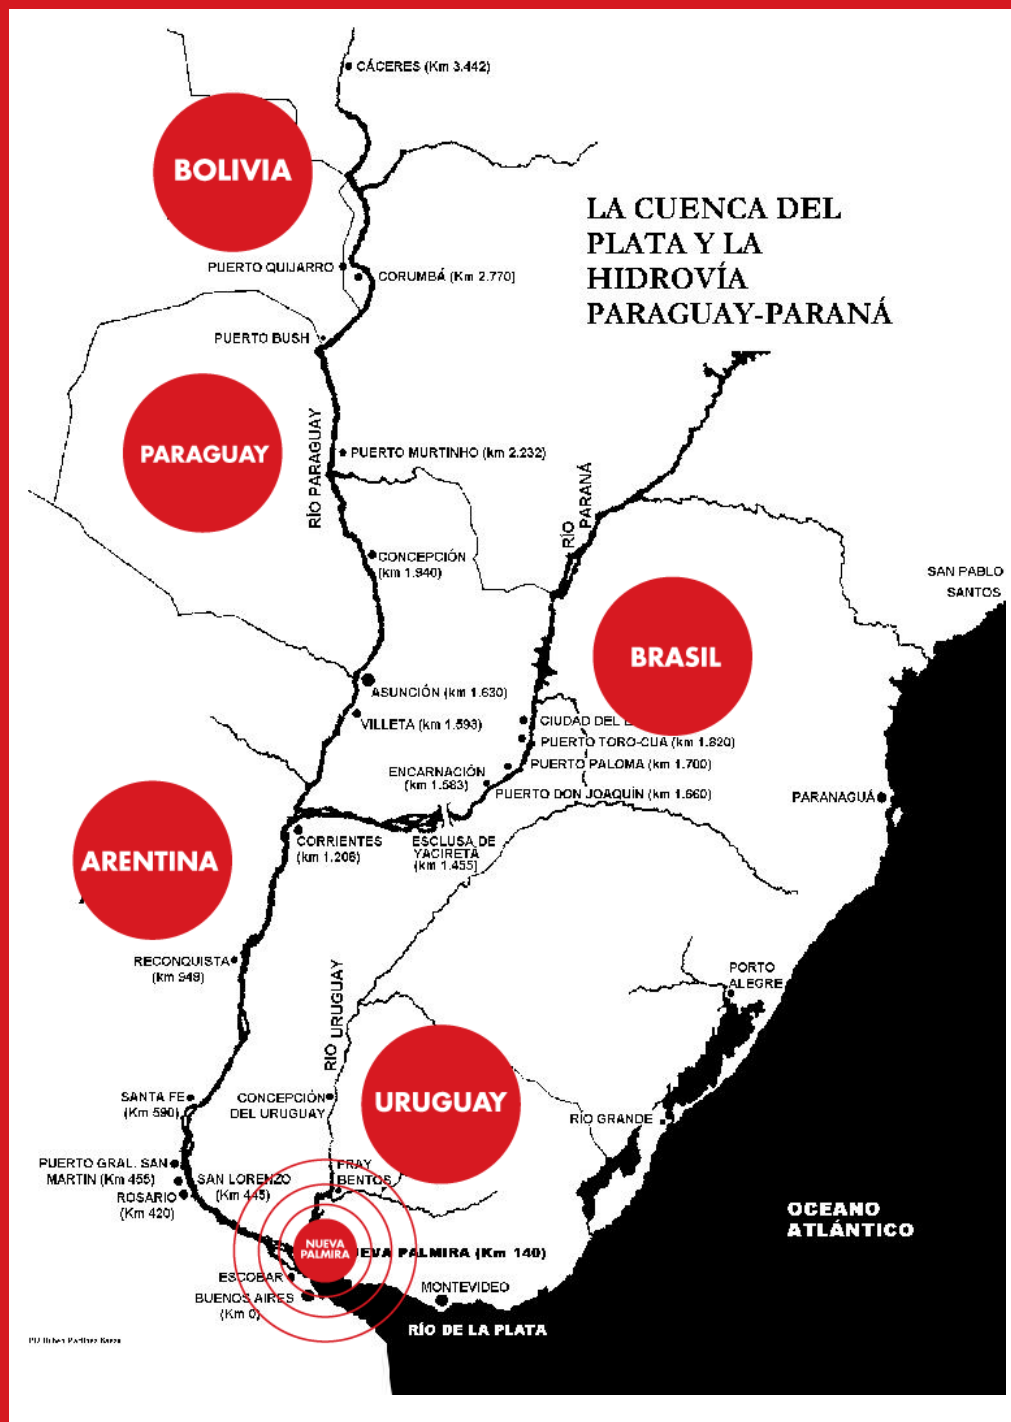 CÁCERES (Km 3.442)
BOLIVIA
LA CUENCA DEL
PLATA Y LA
HIDROVÍA
PARAGUAY-PARANÁ
PUERTO QUIJARRO
CORUMBÁ (Km 2.770)
PUERTO BUSH
RÍO PARAGUAY
PARAGUAY
PUERTO MURTINHO (km 2.232)
RÍO
PARANÁ
CONCEPCIÓN
(km 1.940)
SAN PABLO
SANTOS
BRASIL
ASUNCIÓN (km 1.630)
VILLETA (km 1.593)
CIUDAD DEL
PUERTO TORO-CUA (km 1.820)
PUERTO PALOMA (km 1.700)
ENCARNACIÓN
(km 1.583)
PUERTO DON JOAQUÍN (km 1.660)
PARANAGUÁ
CORRIENTES
(km 1.208)
ESCLUSA DE
YACIRETÁ
(km 1.455)
ARENTINA
RECONQUISTA
(km 949)
RÍO
URUGUAY
PORTO
ALEGRE
URUGUAY
SANTA FE
(Km 590)
CONCEPCIÓN
DEL URUGUAY
RÍO GRANDE
PUERTO GRAL. SAN
MARTIN (Km 455)
SAN LORENZO
(Km 445)
FRAY
BENTOS
ROSARIO
(Km 420)
OCEANO
ATLÁNTICO
NUEVA
PALMIRA
PALMIRA (Km 140)
ESCOBAR
BUENOS AIRES
(Km 0)
MONTEVIDEO
RÍO DE LA PLATA